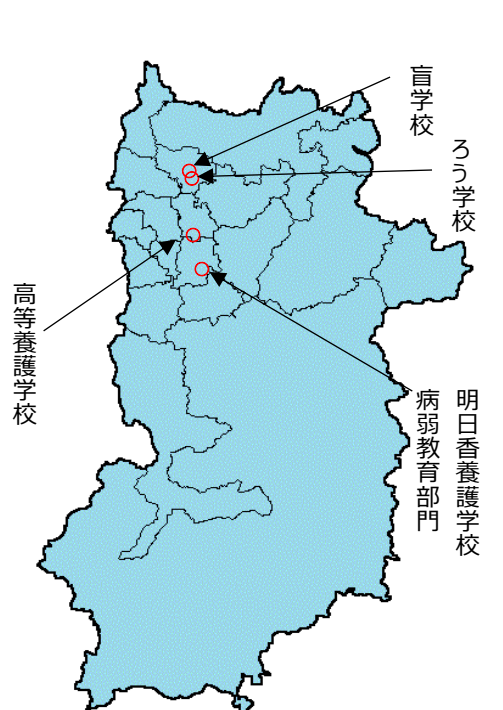 盲学校
ろう学校
高等養護学校
明日香養護学校
病弱教育部門